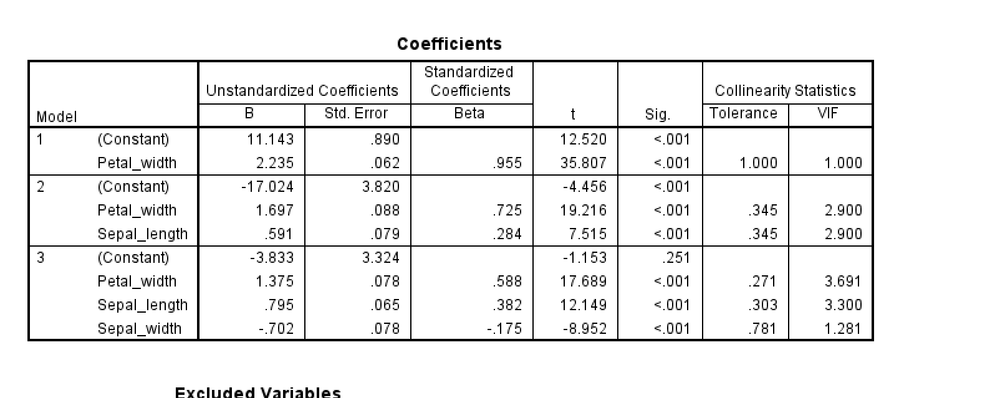 Coefficients
Standardized
Unstandardized Coefficients Coefficients Collinearity Statistics
Model B Std. Error Beta t Sig. Tolerance VIF
1 (Constant) 11.143 .890 12.520 <.001
Petal_width 2.235 .062 .955 35.807 <.001 1.000 1.000
2 (Constant) -17.024 3.820 -4.456 <.001
Petal_width 1.697 .088 .725 19.216 <.001 .345 2.900
Sepal_length .591 .079 .284 7.515 <.001 .345 2.900
3 (Constant) -3.833 3.324 -1.153 .251
Petal_width 1.375 .078 .588 17.689 <.001 .271 3.691
Sepal_length .795 .065 .382 12.149 <.001 .303 3.300
Sepal_width -.702 .078 -.175 -8.952 <.001 .781 1.281
Excluded Variables